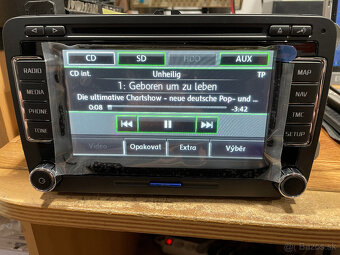 CD SD HDD AUX
RADIO CD int. Unheilig TP MAP
MEDIA 1: Geboren um zu leben NAV
PHONE Die ultimative Chartshow - neue deutsche Pop- und ... TMC
TONE 0:08 -3:42 SETUP
Video Opakovat Extra Výběr